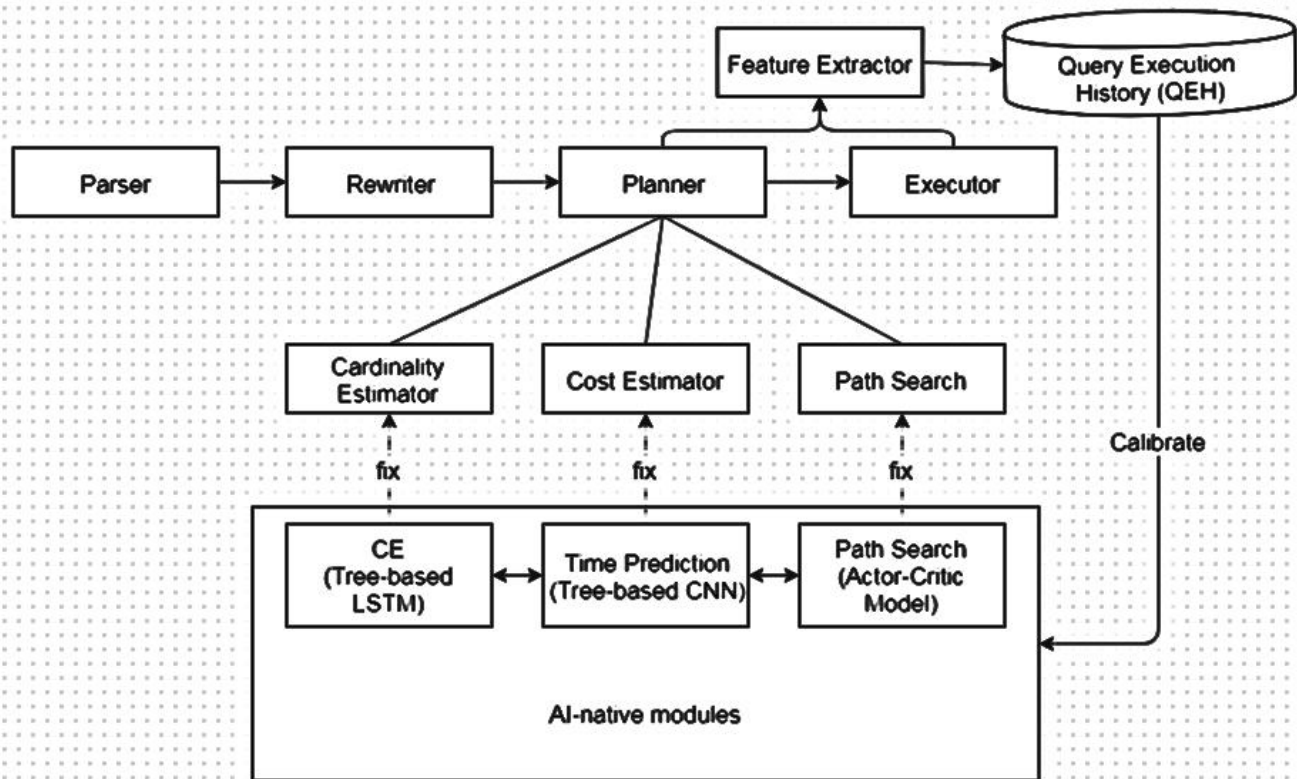 Feature Extractor
Query Execution
History (QEH)
Parser
Rewriter
Planner
Executor
Cardinality
Estimator
Cost Estimator
Path Search
Calibrate
fix
fix
fix
CE
(Tree-based
LSTM)
Time Prediction
(Tree-based CNN)
Path Search
(Actor-Critic
Model)
AI-native modules